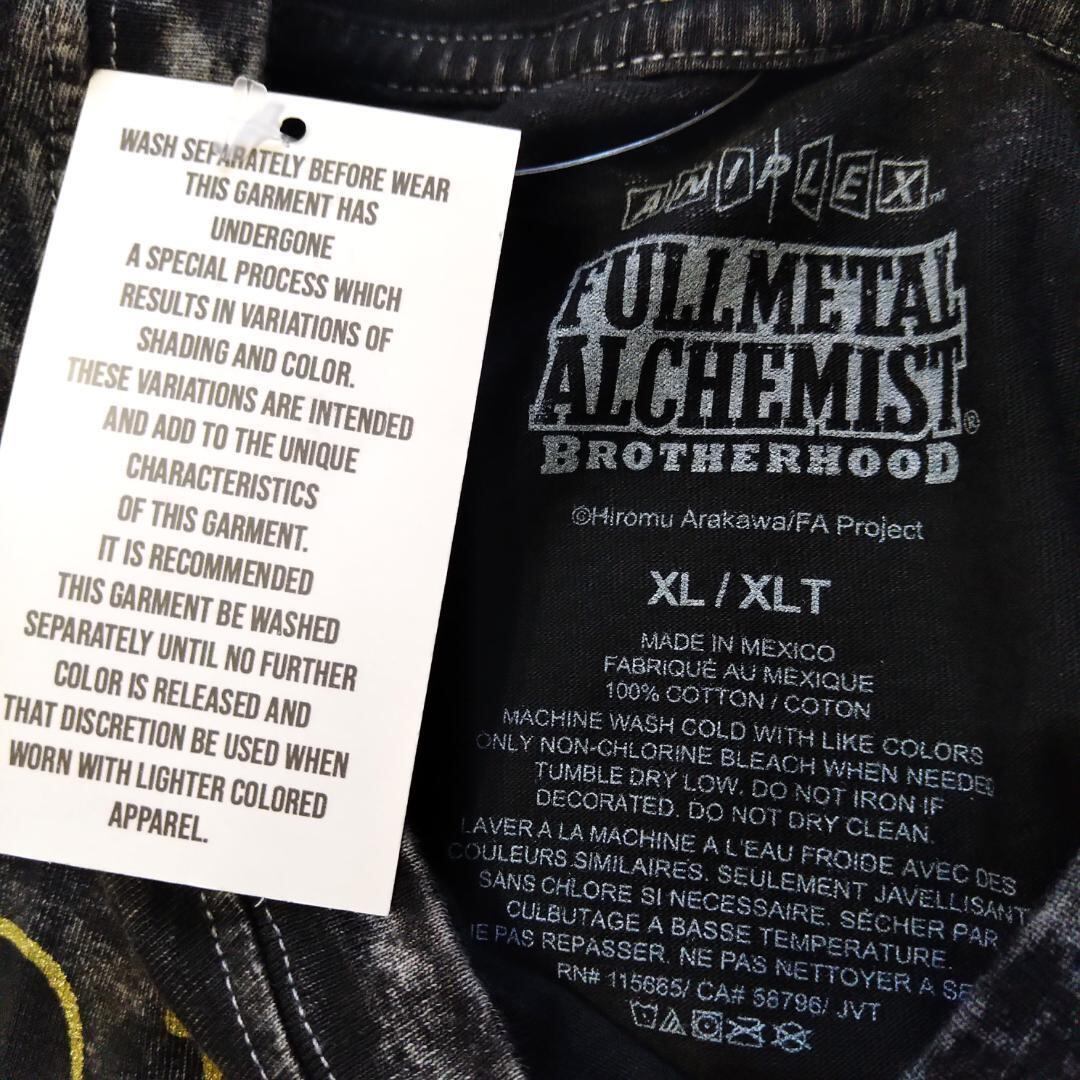 WASH SEPARATELY BEFORE WEAR
THIS GARMENT HAS
UNDERGONE
A SPECIAL PROCESS WHICH
RESULTS IN VARIATIONS OF
SHADING AND COLOR.
THESE VARIATIONS ARE INTENDED
AND ADD TO THE UNIQUE
CHARACTERISTICS
OF THIS GARMENT.
IT IS RECOMMENDED
THIS GARMENT BE WASHED
SEPARATELY UNTIL NO FURTHER
COLOR IS RELEASED AND
THAT DISCRETION BE USED WHEN
WORN WITH LIGHTER COLORED
APPAREL.
ANIPLEX™
FULLMETAL
ALCHEMIST®
BROTHERHOOD
©Hiromu Arakawa/FA Project
XL / XLT
MADE IN MEXICO
FABRIQUÉ AU MEXIQUE
100% COTTON / COTON
MACHINE WASH COLD WITH LIKE COLORS
ONLY NON-CHLORINE BLEACH WHEN NEEDED
TUMBLE DRY LOW. DO NOT IRON IF
DECORATED. DO NOT DRY CLEAN.
LAVER A LA MACHINE A L'EAU FROIDE AVEC DES
COULEURS SIMILAIRES. SEULEMENT JAVELLISANT
SANS CHLORE SI NECESSAIRE. SÉCHER PAR
CULBUTAGE A BASSE TEMPERATURE.
NE PAS REPASSER. NE PAS NETTOYER A SE
RN# 115685/ CA# 58796/ JVT